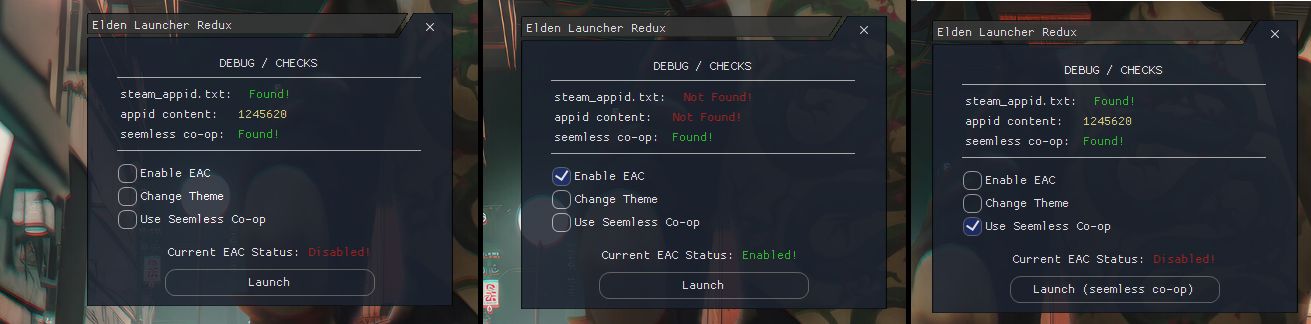 Elden Launcher Redux
DEBUG / CHECKS
steam_appid.txt: Found!
appid content: 1245620
seemless co-op: Found!
Enable EAC
Change Theme
Use Seemless Co-op
Current EAC Status: Disabled!
Launch
Elden Launcher Redux
DEBUG / CHECKS
steam_appid.txt: Not Found!
appid content: Not Found!
seemless co-op: Found!
Enable EAC
Change Theme
Use Seemless Co-op
Current EAC Status: Enabled!
Launch
Elden Launcher Redux
DEBUG / CHECKS
steam_appid.txt: Found!
appid content: 1245620
seemless co-op: Found!
Enable EAC
Change Theme
Use Seemless Co-op
Current EAC Status: Disabled!
Launch (seemless co-op)